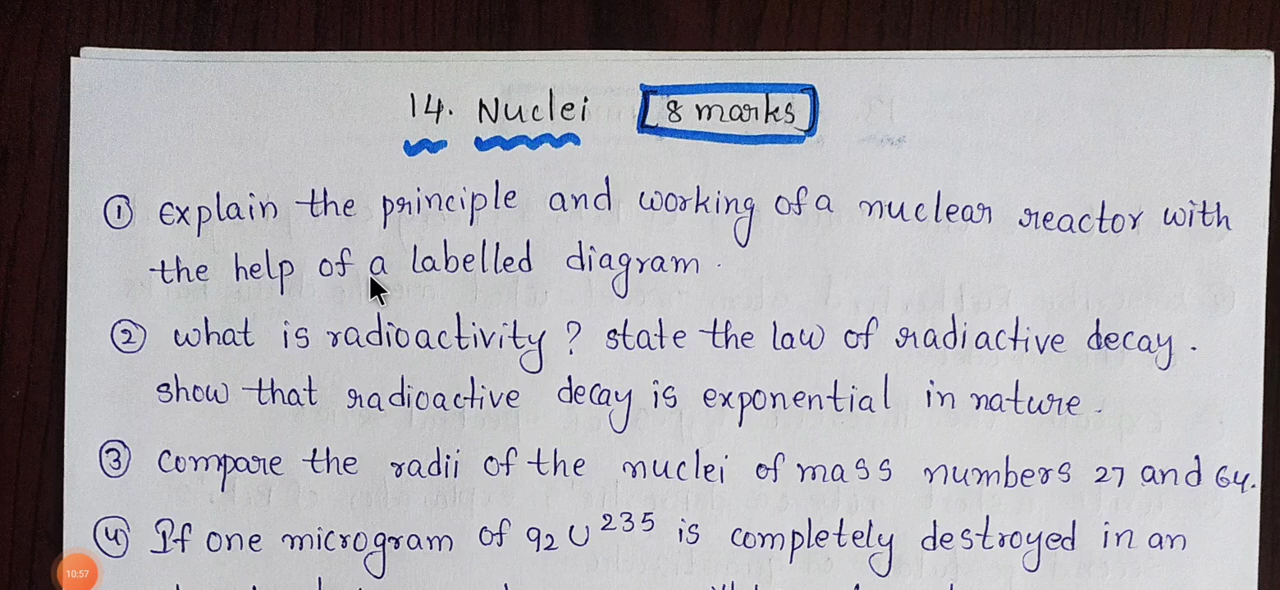 14. Nuclei [8 marks]
① Explain the principle and working of a nuclear reactor with
the help of a labelled diagram.
② what is radioactivity ? state the law of radiactive decay.
show that radioactive decay is exponential in nature.
③ compare the radii of the nuclei of mass numbers 27 and 64.
④ If one microgram of 92U²³⁵ is completely destroyed in an
10:57